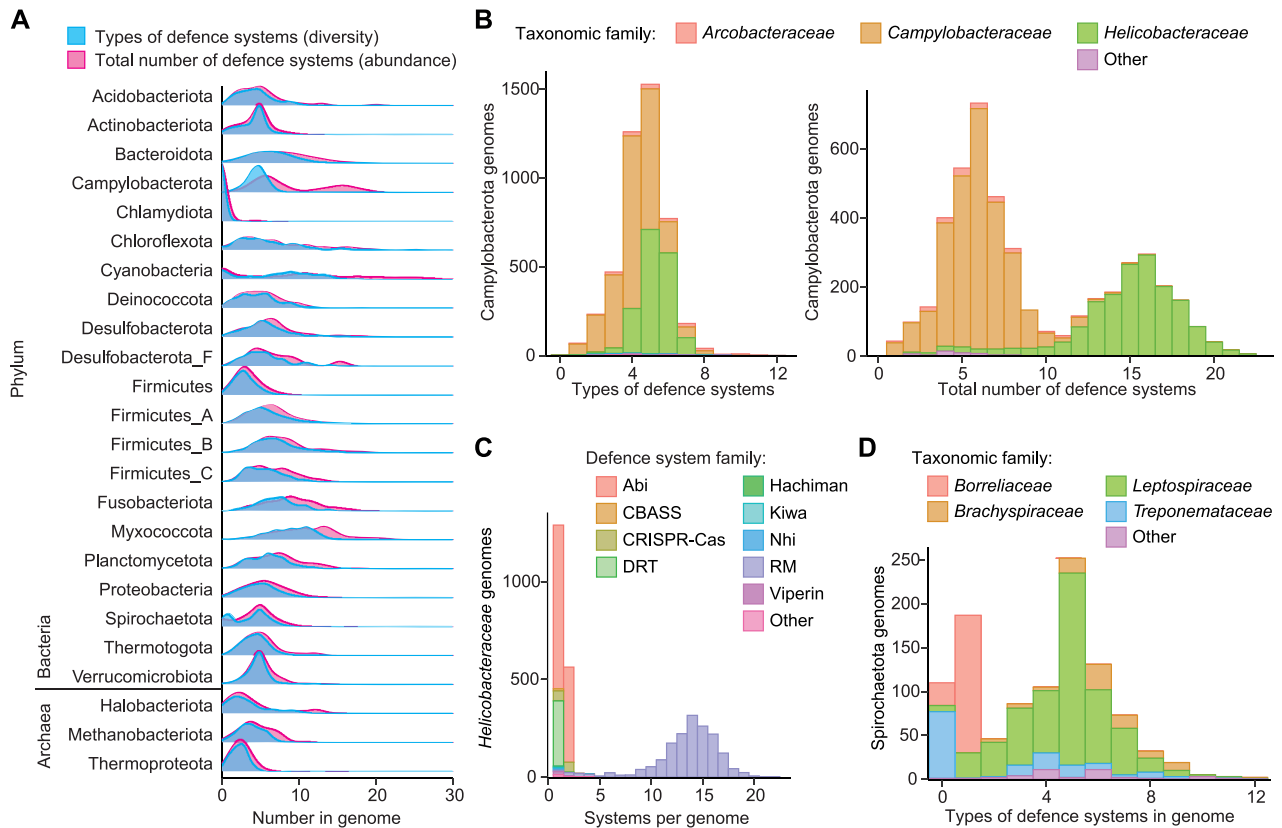 A
Types of defence systems (diversity)
Total number of defence systems (abundance)
Phylum
Bacteria
Archaea
Acidobacteriota
Actinobacteriota
Bacteroidota
Campylobacterota
Chlamydiota
Chloroflexota
Cyanobacteria
Deinococcota
Desulfobacterota
Desulfobacterota_F
Firmicutes
Firmicutes_A
Firmicutes_B
Firmicutes_C
Fusobacteriota
Myxococcota
Planctomycetota
Proteobacteria
Spirochaetota
Thermotogota
Verrucomicrobiota
Halobacteriota
Methanobacteriota
Thermoproteota
0 10 20 30
Number in genome
B
Taxonomic family: Arcobacteraceae Campylobacteraceae Helicobacteraceae
Other
Campylobacterota genomes
1500
1000
500
0
0 4 8 12
Types of defence systems
Campylobacterota genomes
600
400
200
0
0 5 10 15 20
Total number of defence systems
C
Defence system family:
Abi
CBASS
CRISPR-Cas
DRT
Hachiman
Kiwa
Nhi
RM
Viperin
Other
Helicobacteraceae genomes
1000
500
0
0 5 10 15 20
Systems per genome
D
Taxonomic family:
Borreliaceae
Brachyspiraceae
Leptospiraceae
Treponemataceae
Other
Spirochaetota genomes
250
200
150
100
50
0
0 4 8 12
Types of defence systems in genome